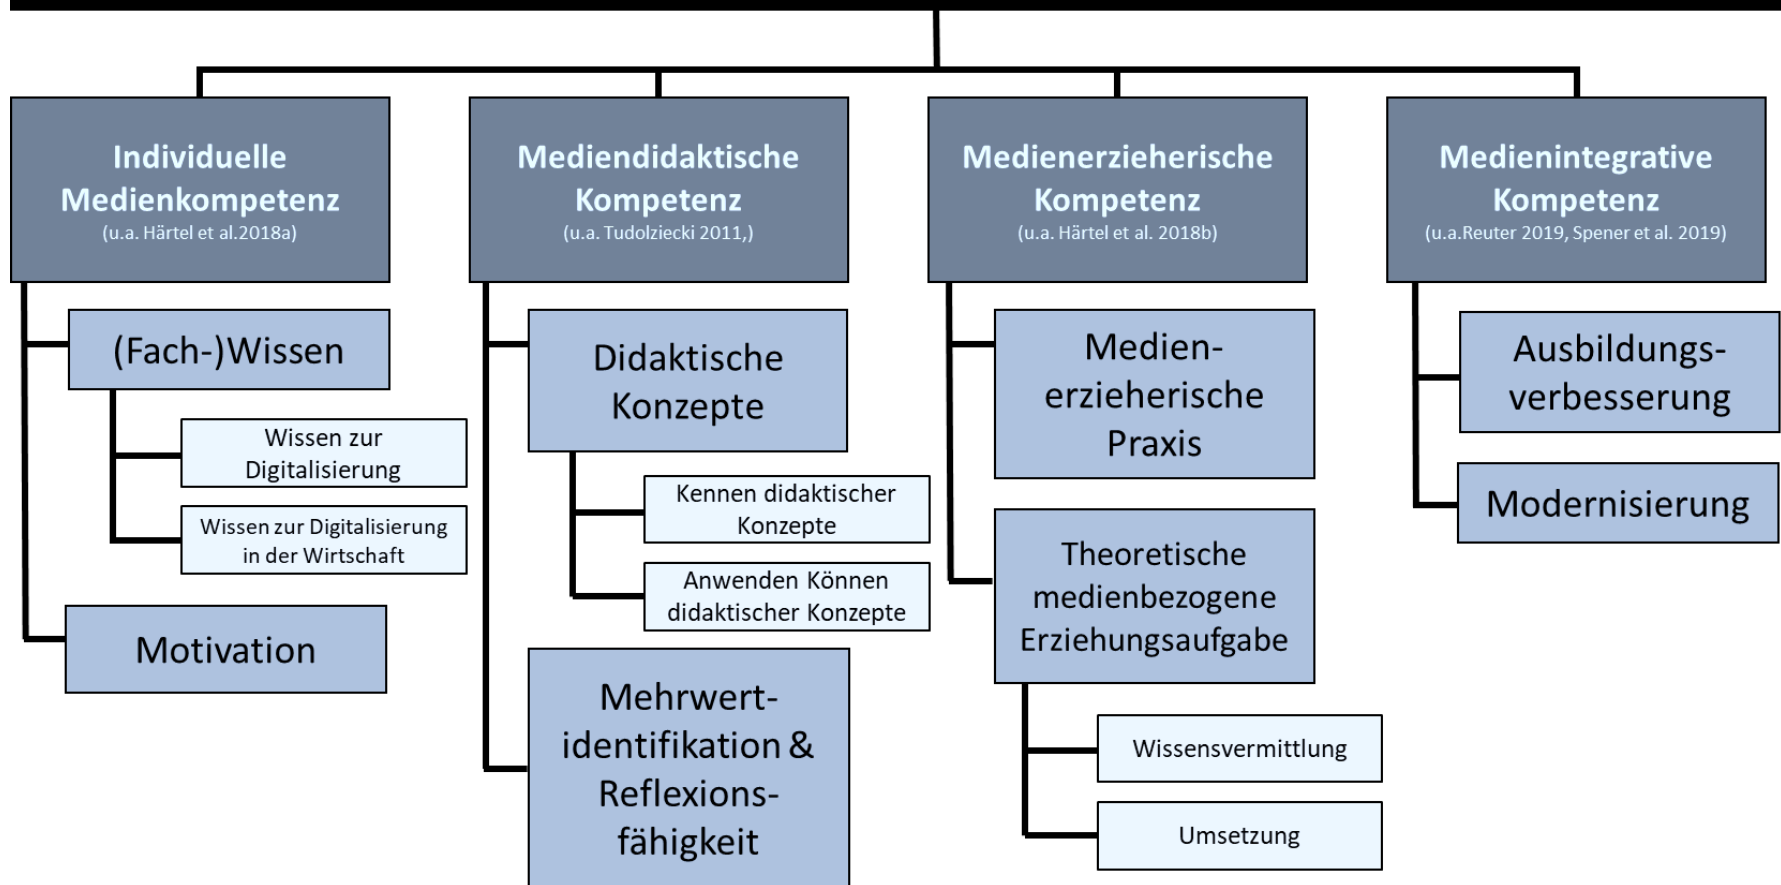 Individuelle
Medienkompetenz
(u.a. Härtel et al.2018a)
(Fach-)Wissen
Wissen zur
Digitalisierung
Wissen zur Digitalisierung
in der Wirtschaft
Motivation
Mediendidaktische
Kompetenz
(u.a. Tudolziecki 2011,)
Didaktische
Konzepte
Kennen didaktischer
Konzepte
Anwenden Können
didaktischer Konzepte
Mehrwert-
identifikation &
Reflexions-
fähigkeit
Medienerzieherische
Kompetenz
(u.a. Härtel et al. 2018b)
Medien-
erzieherische
Praxis
Theoretische
medienbezogene
Erziehungsaufgabe
Wissensvermittlung
Umsetzung
Medienintegrative
Kompetenz
(u.a.Reuter 2019, Spener et al. 2019)
Ausbildungs-
verbesserung
Modernisierung